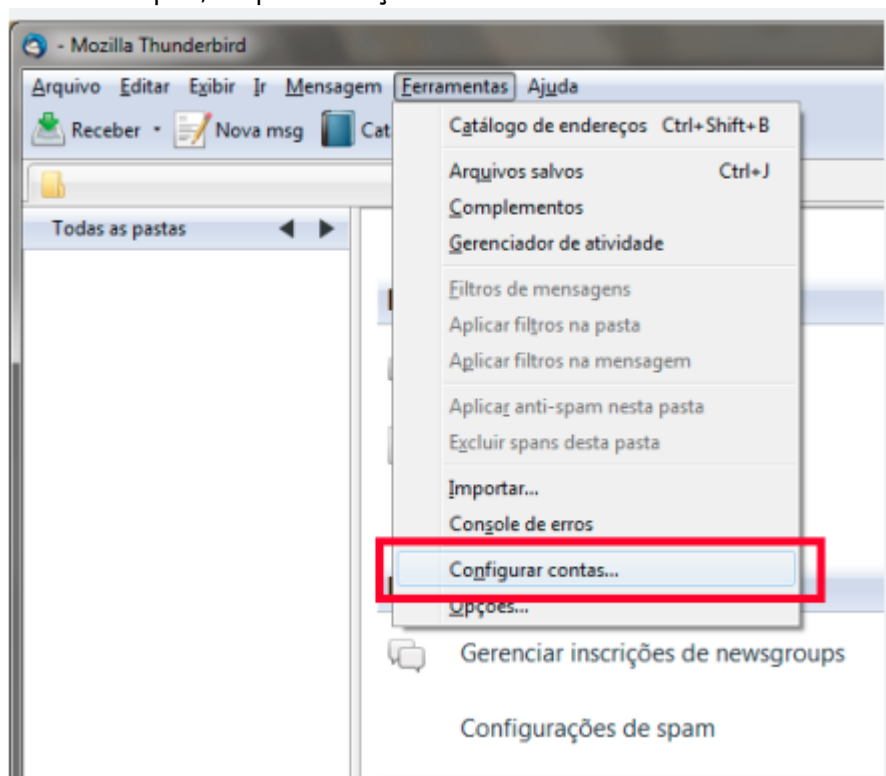 - Mozilla Thunderbird
Arquivo Editar Exibir Ir Mensagem Ferramentas Ajuda
Receber Nova msg Cat
Catálogo de endereços Ctrl+Shift+B
Arquivos salvos Ctrl+J
Complementos
Gerenciador de atividade
Todas as pastas
Filtros de mensagens
Aplicar filtros na pasta
Aplicar filtros na mensagem
Aplicar anti-spam nesta pasta
Excluir spans desta pasta
Importar...
Console de erros
Configurar contas...
Opções...
Gerenciar inscrições de newsgroups
Configurações de spam